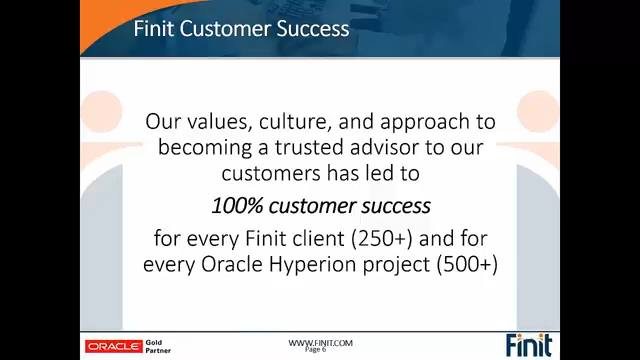 Finit Customer Success
Our values, culture, and approach to
becoming a trusted advisor to our
customers has led to
100% customer success
for every Finit client (250+) and for
every Oracle Hyperion project (500+)
ORACLE Gold
Partner
WWW.FINIT.COM
Page 6
Finit